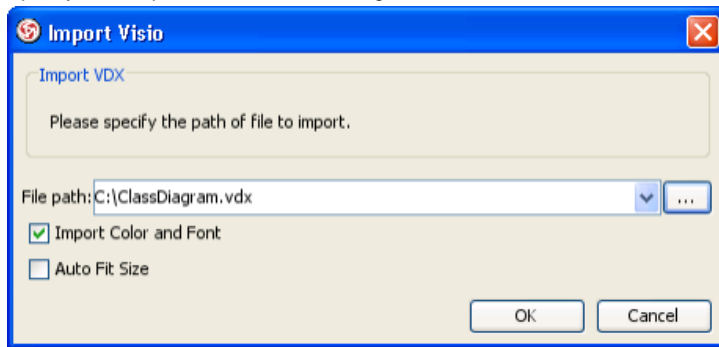 Import Visio
Import VDX
Please specify the path of file to import.
File path: C:\ClassDiagram.vdx
...
Import Color and Font
Auto Fit Size
OK Cancel